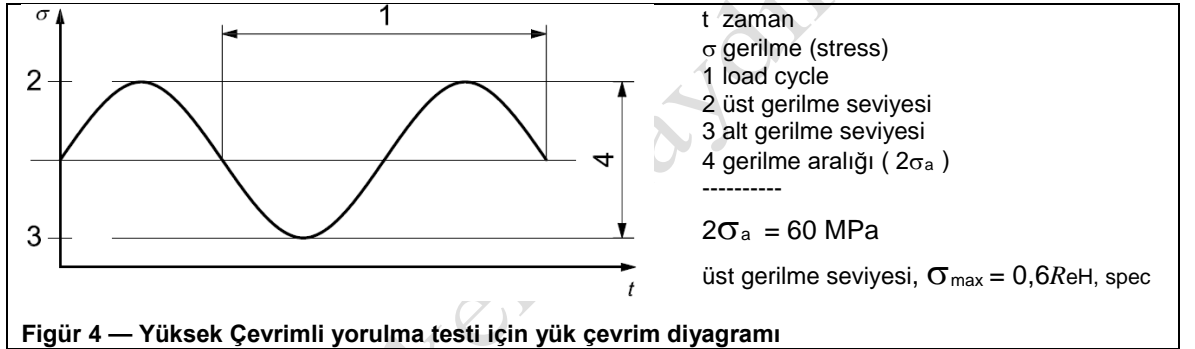 σ
1
2
3
4
t
t zaman
σ gerilme (stress)
1 load cycle
2 üst gerilme seviyesi
3 alt gerilme seviyesi
4 gerilme aralığı ( 2σa )
----------
2σa = 60 MPa
üst gerilme seviyesi, σmax = 0,6ReH, spec
Figür 4 — Yüksek Çevrimli yorulma testi için yük çevrim diyagramı